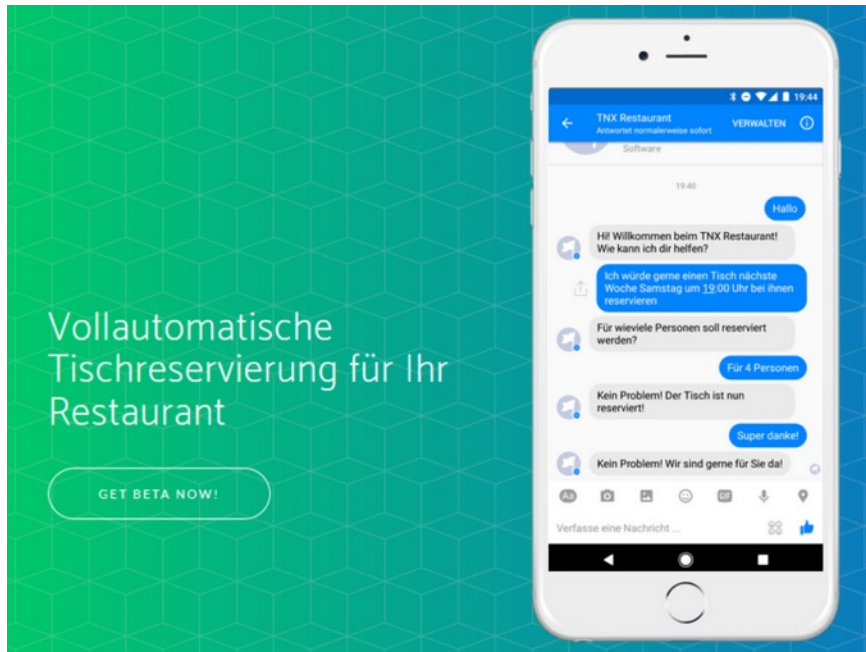 Vollautomatische
Tischreservierung für Ihr
Restaurant
GET BETA NOW!
19:44
TNX Restaurant
Antwortet normalerweise sofort
VERWALTEN
Software
19:40
Hallo
Hi! Willkommen beim TNX Restaurant!
Wie kann ich dir helfen?
Ich würde gerne einen Tisch nächste
Woche Samstag um 19:00 Uhr bei ihnen
reservieren
Für wieviele Personen soll reserviert
werden?
Für 4 Personen
Kein Problem! Der Tisch ist nun
reserviert!
Super danke!
Kein Problem! Wir sind gerne für Sie da!
Aa
GIF
Verfasse eine Nachricht ...